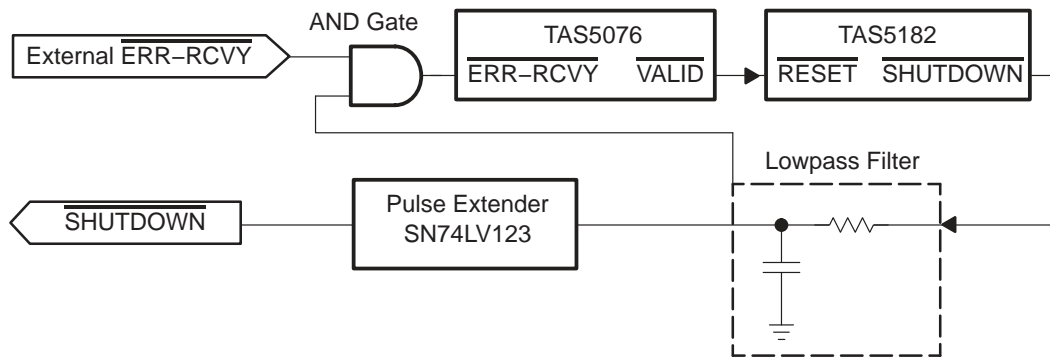 AND Gate
External ERR–RCVY
TAS5076
ERR–RCVY VALID
TAS5182
RESET SHUTDOWN
Lowpass Filter
SHUTDOWN
Pulse Extender
SN74LV123